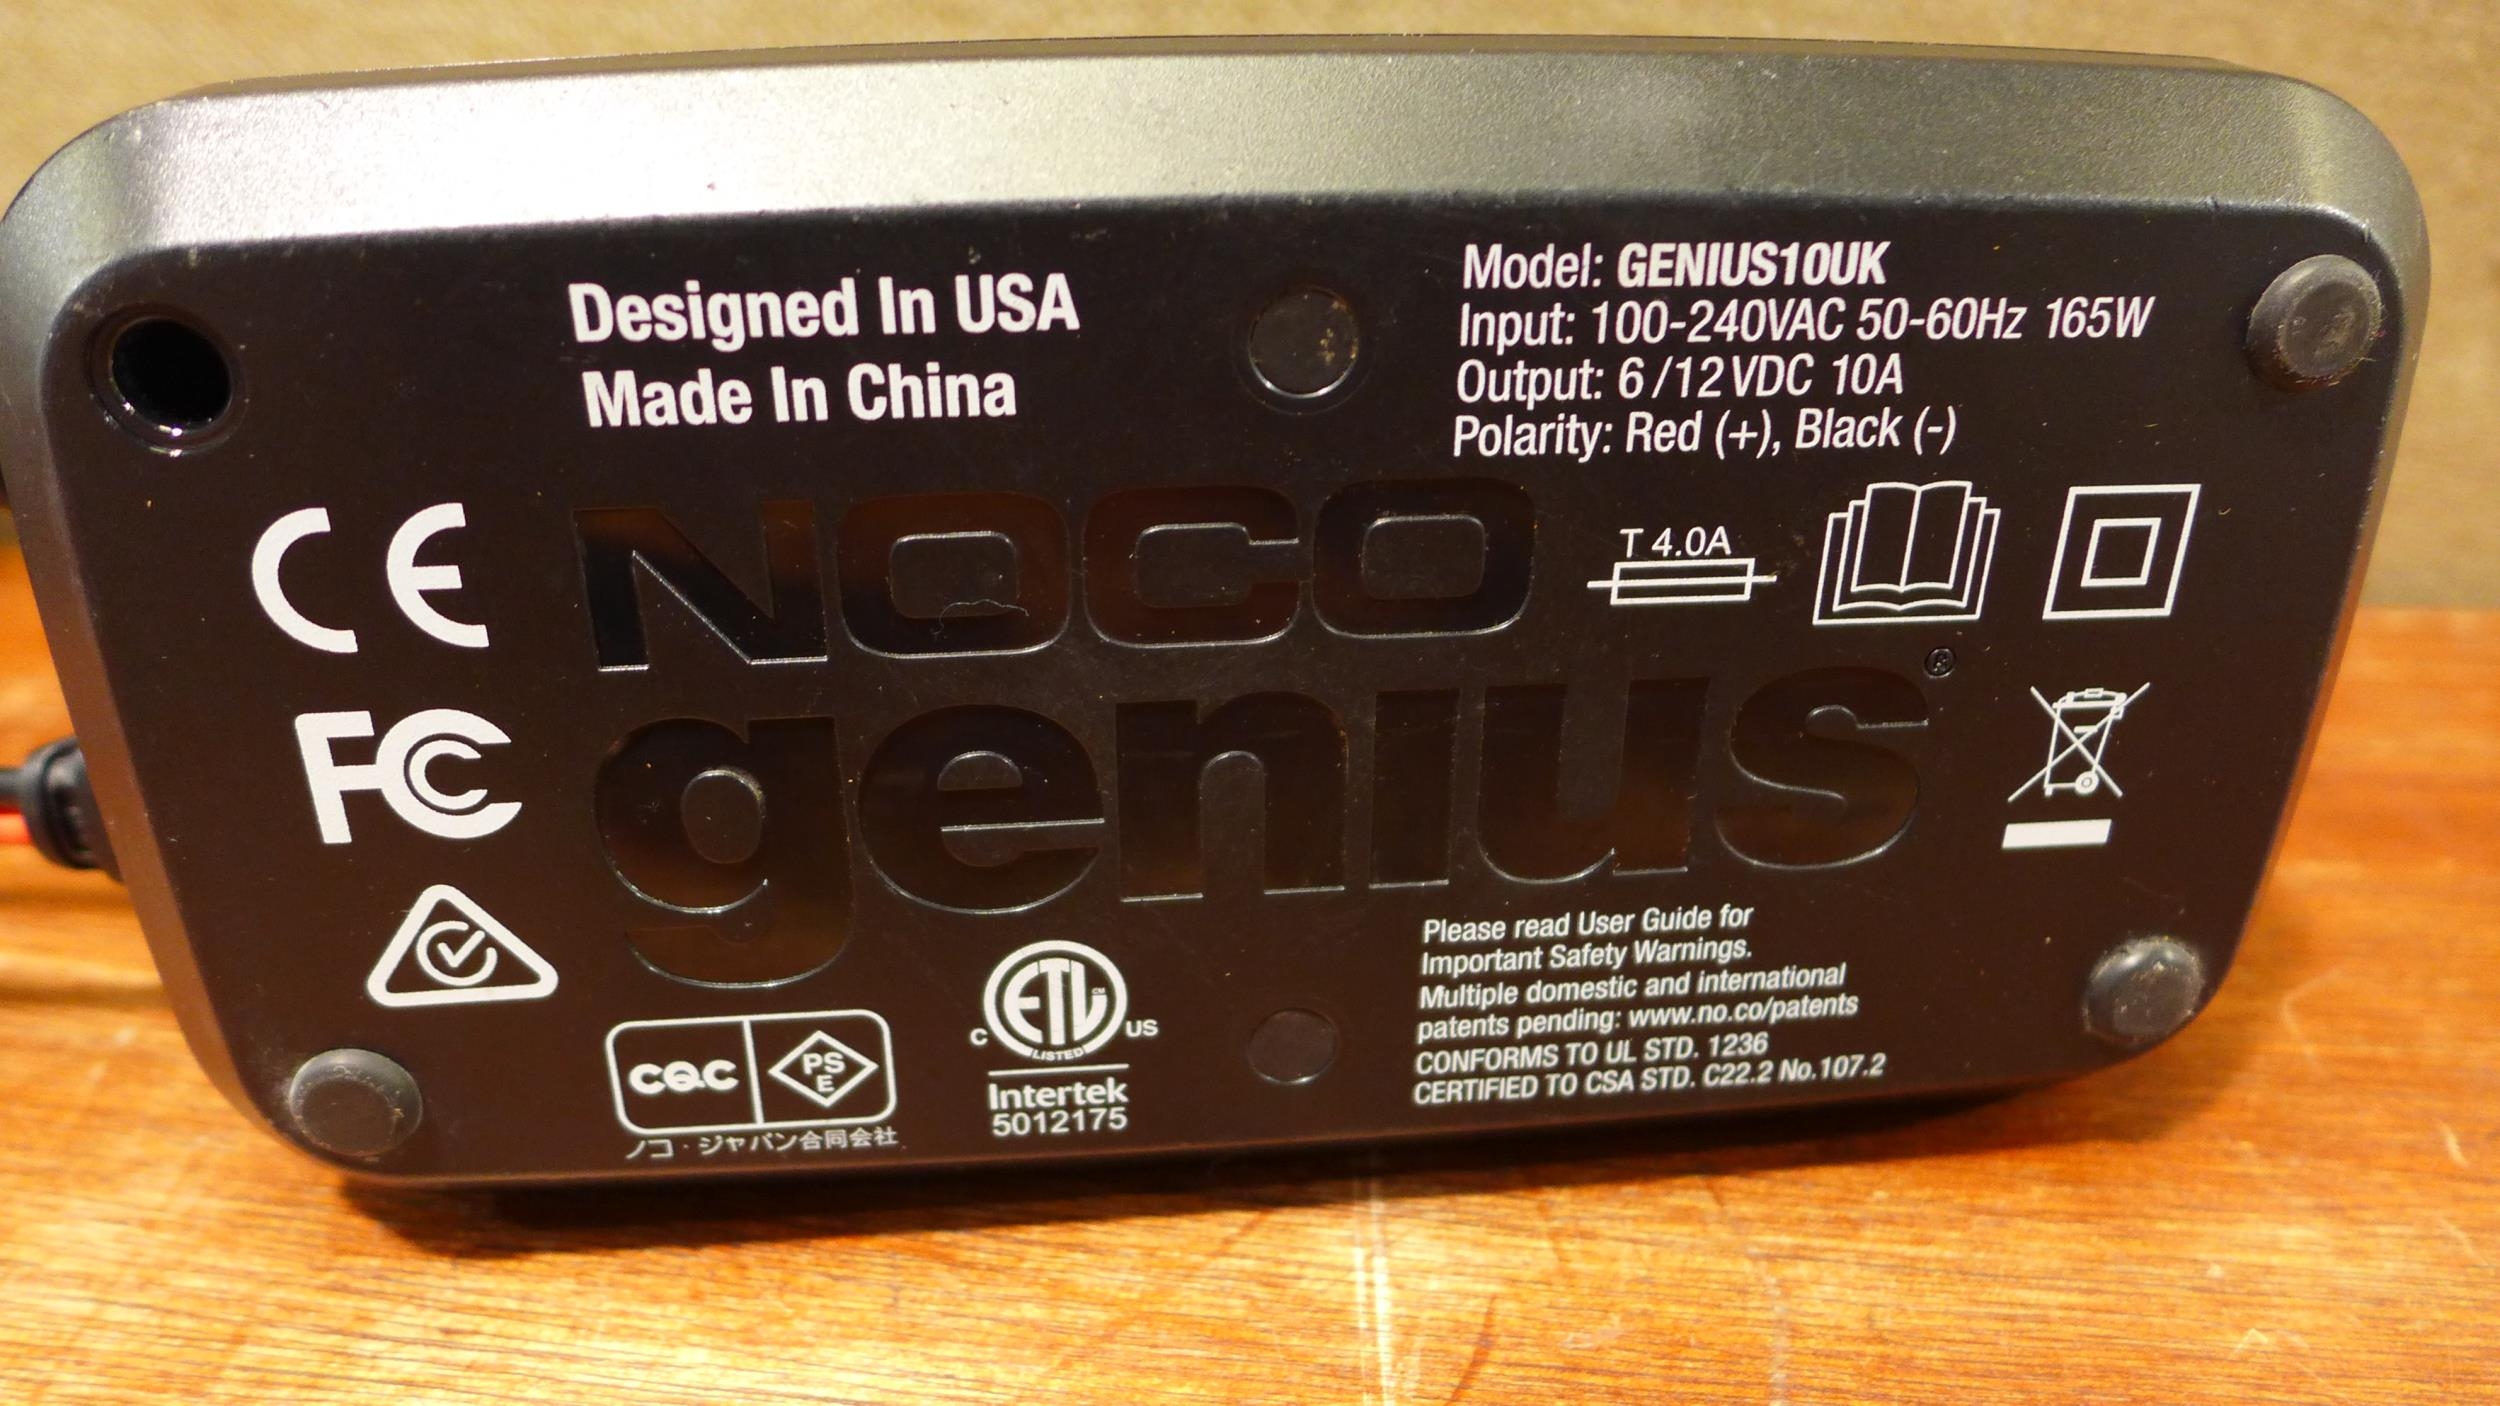 Designed In USA
Made In China
Model: GENIUS10UK
Input: 100-240VAC 50-60Hz 165W
Output: 6/12VDC 10A
Polarity: Red (+), Black (-)
CE
NOCO
T 4.0A
genius®
FC
Please read User Guide for
Important Safety Warnings.
Multiple domestic and international
patents pending: www.no.co/patents
CONFORMS TO UL STD. 1236
CERTIFIED TO CSA STD. C22.2 No.107.2
CQC
PS
E
ノコ・ジャパン合同会社
ETL CM
C US
LISTED
Intertek
5012175